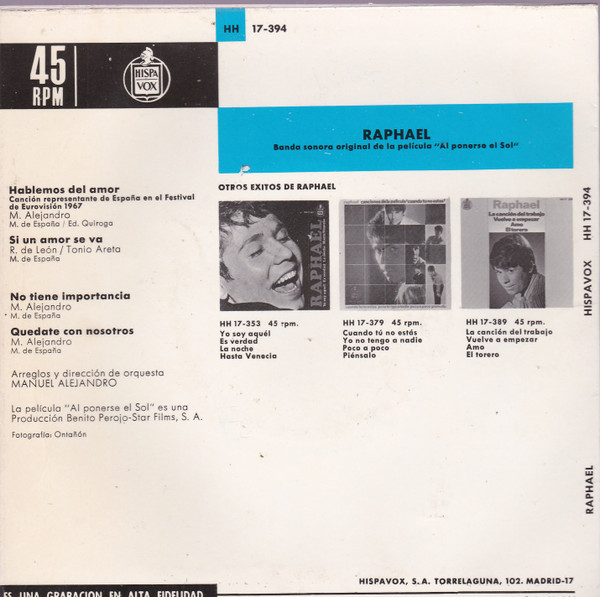 HH 17-394
45
RPM
HISPA
VOX
RAPHAEL
Banda sonora original de la película "Al ponerse el Sol"
Hablemos del amor
Canción representante de España en el Festival
de Eurovisión 1967
M. Alejandro
M. de España / Ed. Quiroga
Si un amor se va
R. de León / Tonio Areta
M. de España
No tiene importancia
M. Alejandro
M. de España
Quedate con nosotros
M. Alejandro
M. de España
Arreglos y dirección de orquesta
MANUEL ALEJANDRO
La película "Al ponerse el Sol" es una
Producción Benito Perojo-Star Films, S. A.
Fotografía: Ontañón
OTROS EXITOS DE RAPHAEL
RAPHAEL
Raphael
La canción del trabajo
Vuelve a empezar
Amo
El torero
HH 17-353 45 rpm.
Yo soy aquél
Es verdad
La noche
Hasta Venecia
HH 17-379 45 rpm.
Cuando tú no estás
Yo no tengo a nadie
Poco a poco
Piénsalo
HH 17-389 45 rpm.
La canción del trabajo
Vuelve a empezar
Amo
El torero
HISPAVOX HH 17-394
RAPHAEL
HISPAVOX, S.A. TORRELAGUNA, 102. MADRID-17
ES UNA GRABACION EN ALTA FIDELIDAD